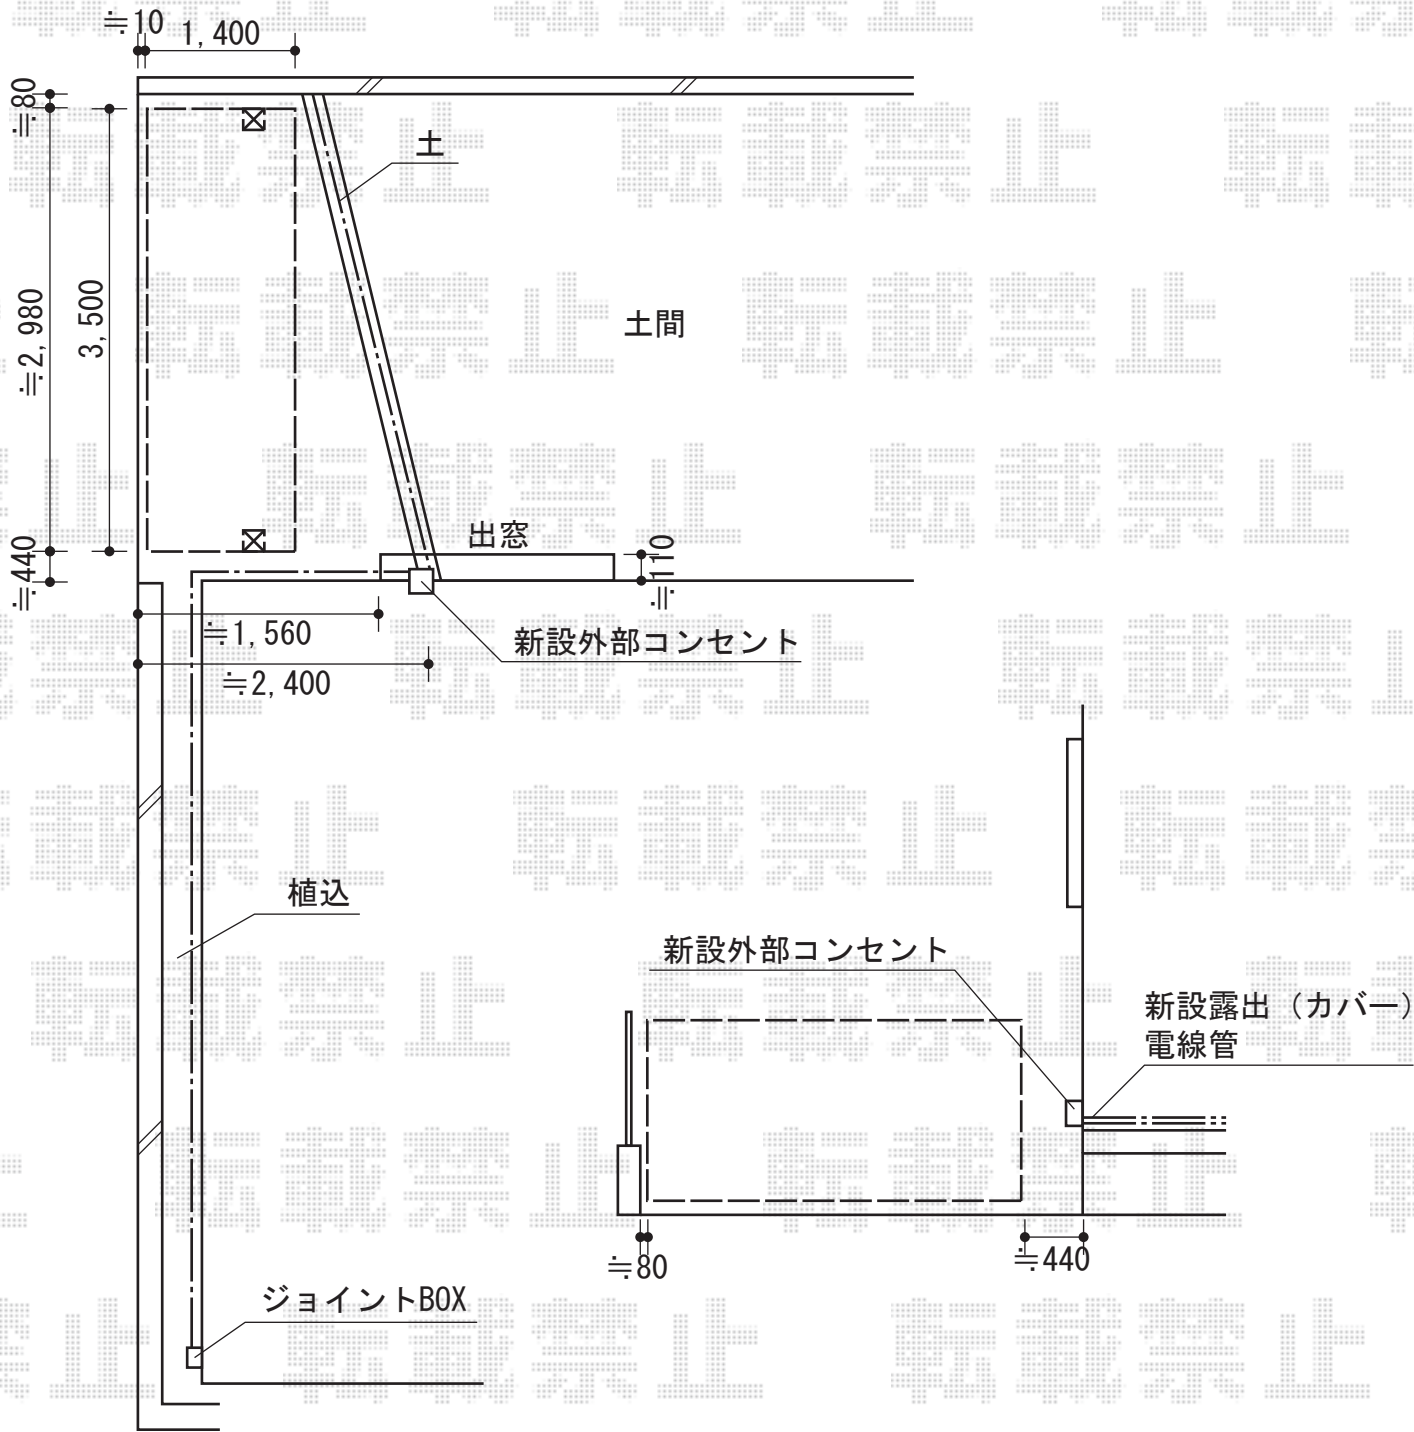 ≒10
1,400
≒80
土
≒2,980
3,500
土間
≒440
出窓
≒110
≒1,560
新設外部コンセント
≒2,400
植込
新設外部コンセント
新設露出（カバー）
電線管
≒80
≒440
ジョイントBOX
転載禁止